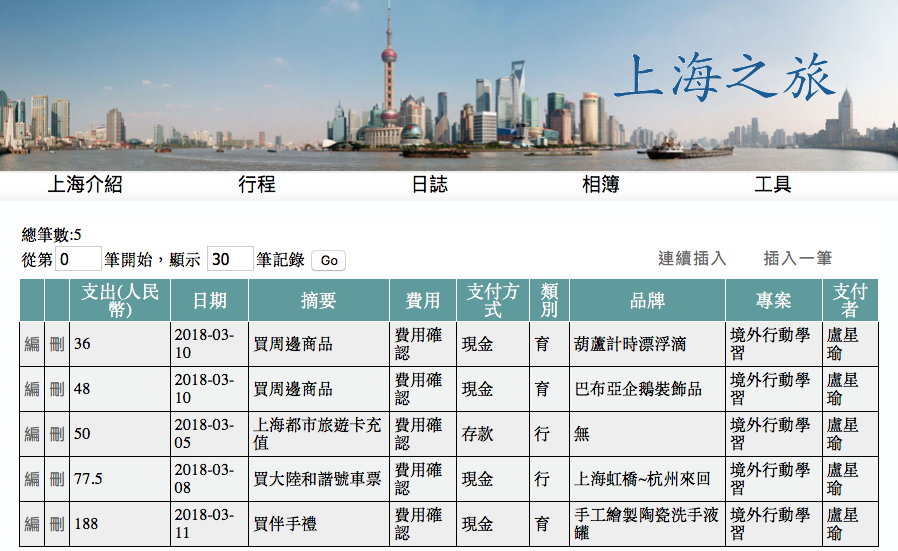 上海之旅
上海介紹 行程 日誌 相簿 工具
總筆數:5
從第 0 筆開始，顯示 30 筆記錄 Go 連續插入 插入一筆
支出(人民幣) 日期 摘要 費用 支付方式 類別 品牌 專案 支付者
編 刪 36 2018-03-10 買周邊商品 費用確認 現金 育 葫蘆計時漂浮滴 境外行動學習 盧星瑜
編 刪 48 2018-03-10 買周邊商品 費用確認 現金 育 巴布亞企鵝裝飾品 境外行動學習 盧星瑜
編 刪 50 2018-03-05 上海都市旅遊卡充值 費用確認 存款 行 無 境外行動學習 盧星瑜
編 刪 77.5 2018-03-08 買大陸和諧號車票 費用確認 現金 行 上海虹橋~杭州來回 境外行動學習 盧星瑜
編 刪 188 2018-03-11 買伴手禮 費用確認 現金 育 手工繪製陶瓷洗手液罐 境外行動學習 盧星瑜